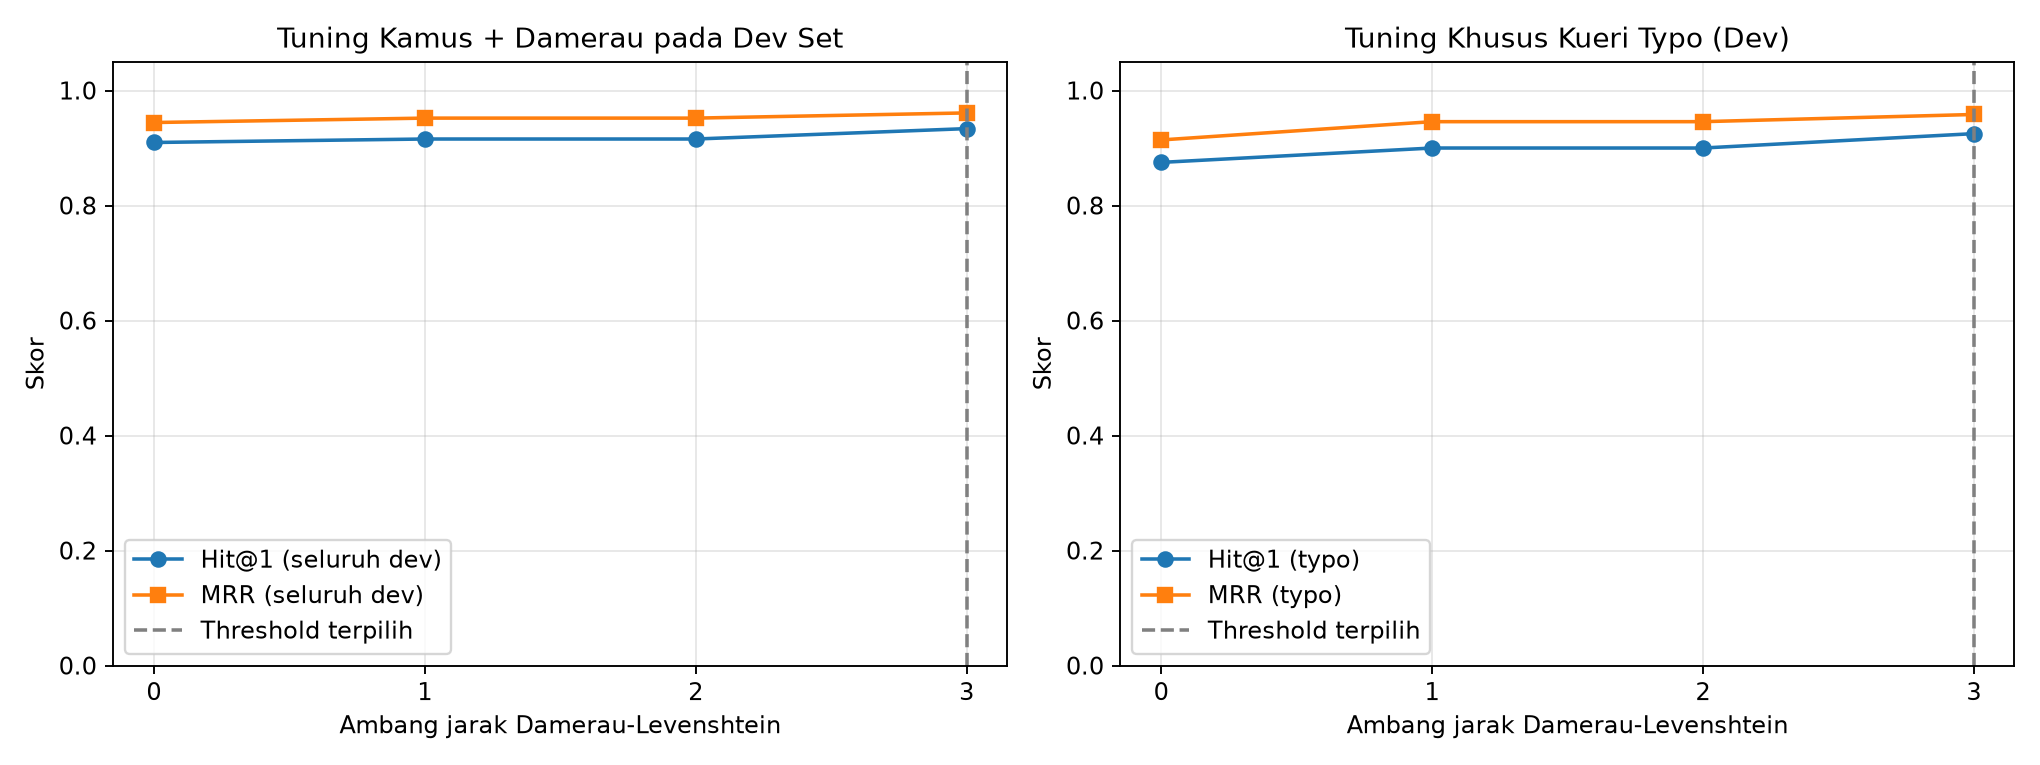 Tuning Kamus + Damerau pada Dev Set
1.0
0.8
0.6
0.4
0.2
0.0
Skor
Hit@1 (seluruh dev)
MRR (seluruh dev)
Threshold terpilih
0 1 2 3
Ambang jarak Damerau-Levenshtein
Tuning Khusus Kueri Typo (Dev)
1.0
0.8
0.6
0.4
0.2
0.0
Skor
Hit@1 (typo)
MRR (typo)
Threshold terpilih
0 1 2 3
Ambang jarak Damerau-Levenshtein